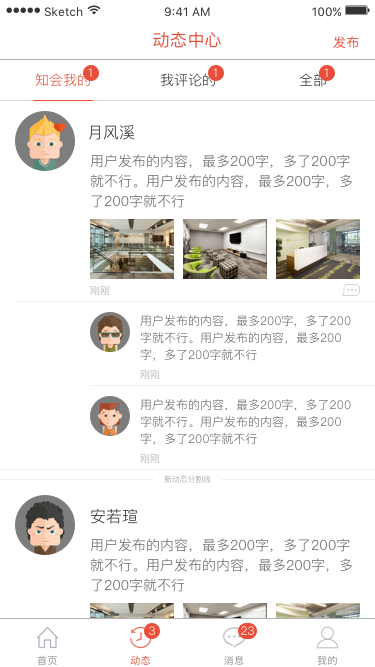 Sketch 9:41 AM 100%
动态中心 发布
知会我的 1 我评论的 1 全部 1
月风溪
用户发布的内容，最多200字，多了200字
就不行。用户发布的内容，最多200字，多
了200字就不行
刚刚
用户发布的内容，最多200字，多了200
字就不行。用户发布的内容，最多200
字，多了200字就不行
刚刚
用户发布的内容，最多200字，多了200
字就不行。用户发布的内容，最多200
字，多了200字就不行
刚刚
新动态分割线
安若瑄
用户发布的内容，最多200字，多了200字
就不行。用户发布的内容，最多200字，多
了200字就不行
3 23
首页 动态 消息 我的